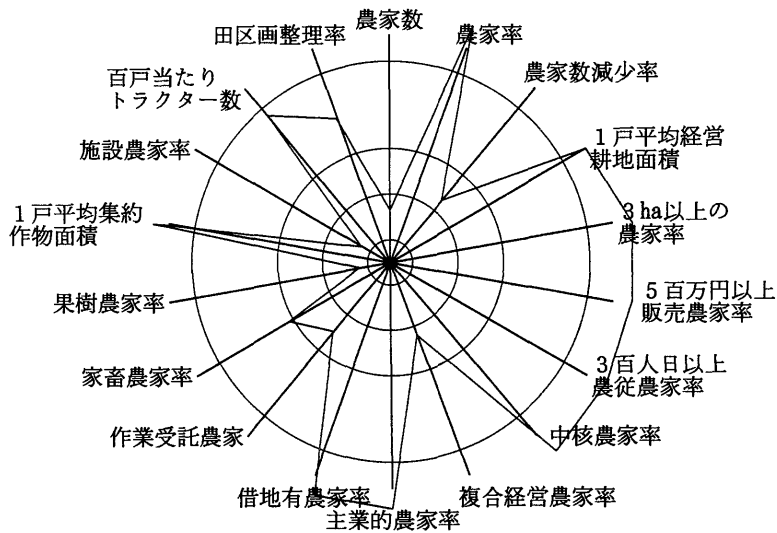 農家数
農家率
農家数減少率
1戸平均経営
耕地面積
3ha以上の
農家率
5百万円以上
販売農家率
3百人日以上
農従農家率
中核農家率
複合経営農家率
主業的農家率
借地有農家率
作業受託農家
家畜農家率
果樹農家率
1戸平均集約
作物面積
施設農家率
百戸当たり
トラクター数
田区画整理率